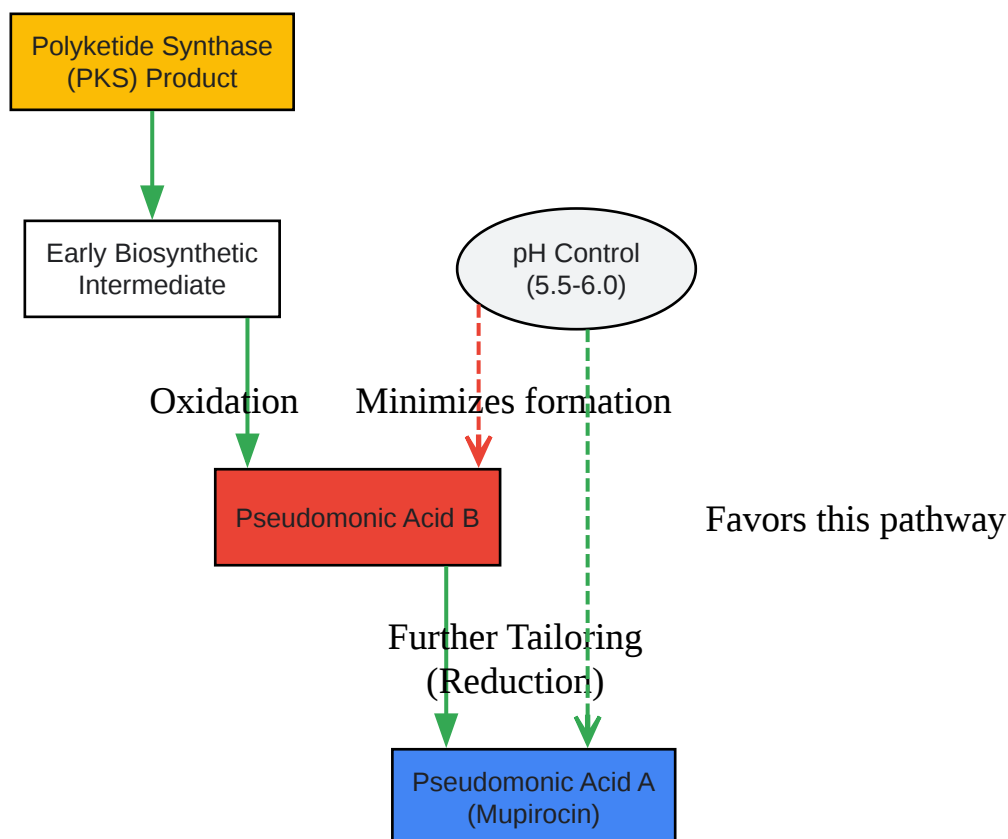 Polyketide Synthase
(PKS) Product
Early Biosynthetic
Intermediate
pH Control
(5.5-6.0)
Oxidation
Minimizes formation
Pseudomonic Acid B
Favors this pathway
Further Tailoring
(Reduction)
Pseudomonic Acid A
(Mupirocin)